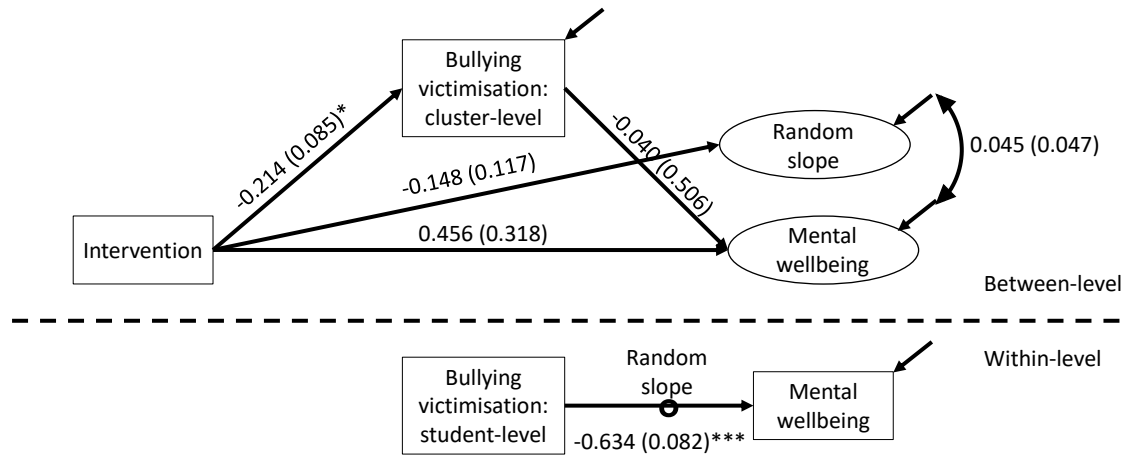 Bullying
victimisation:
cluster-level
-0.214 (0.085)*
-0.040 (0.506)
Random
slope
0.045 (0.047)
-0.148 (0.117)
Intervention
0.456 (0.318)
Mental
wellbeing
Between-level
Within-level
Bullying
victimisation:
student-level
Random
slope
-0.634 (0.082)***
Mental
wellbeing